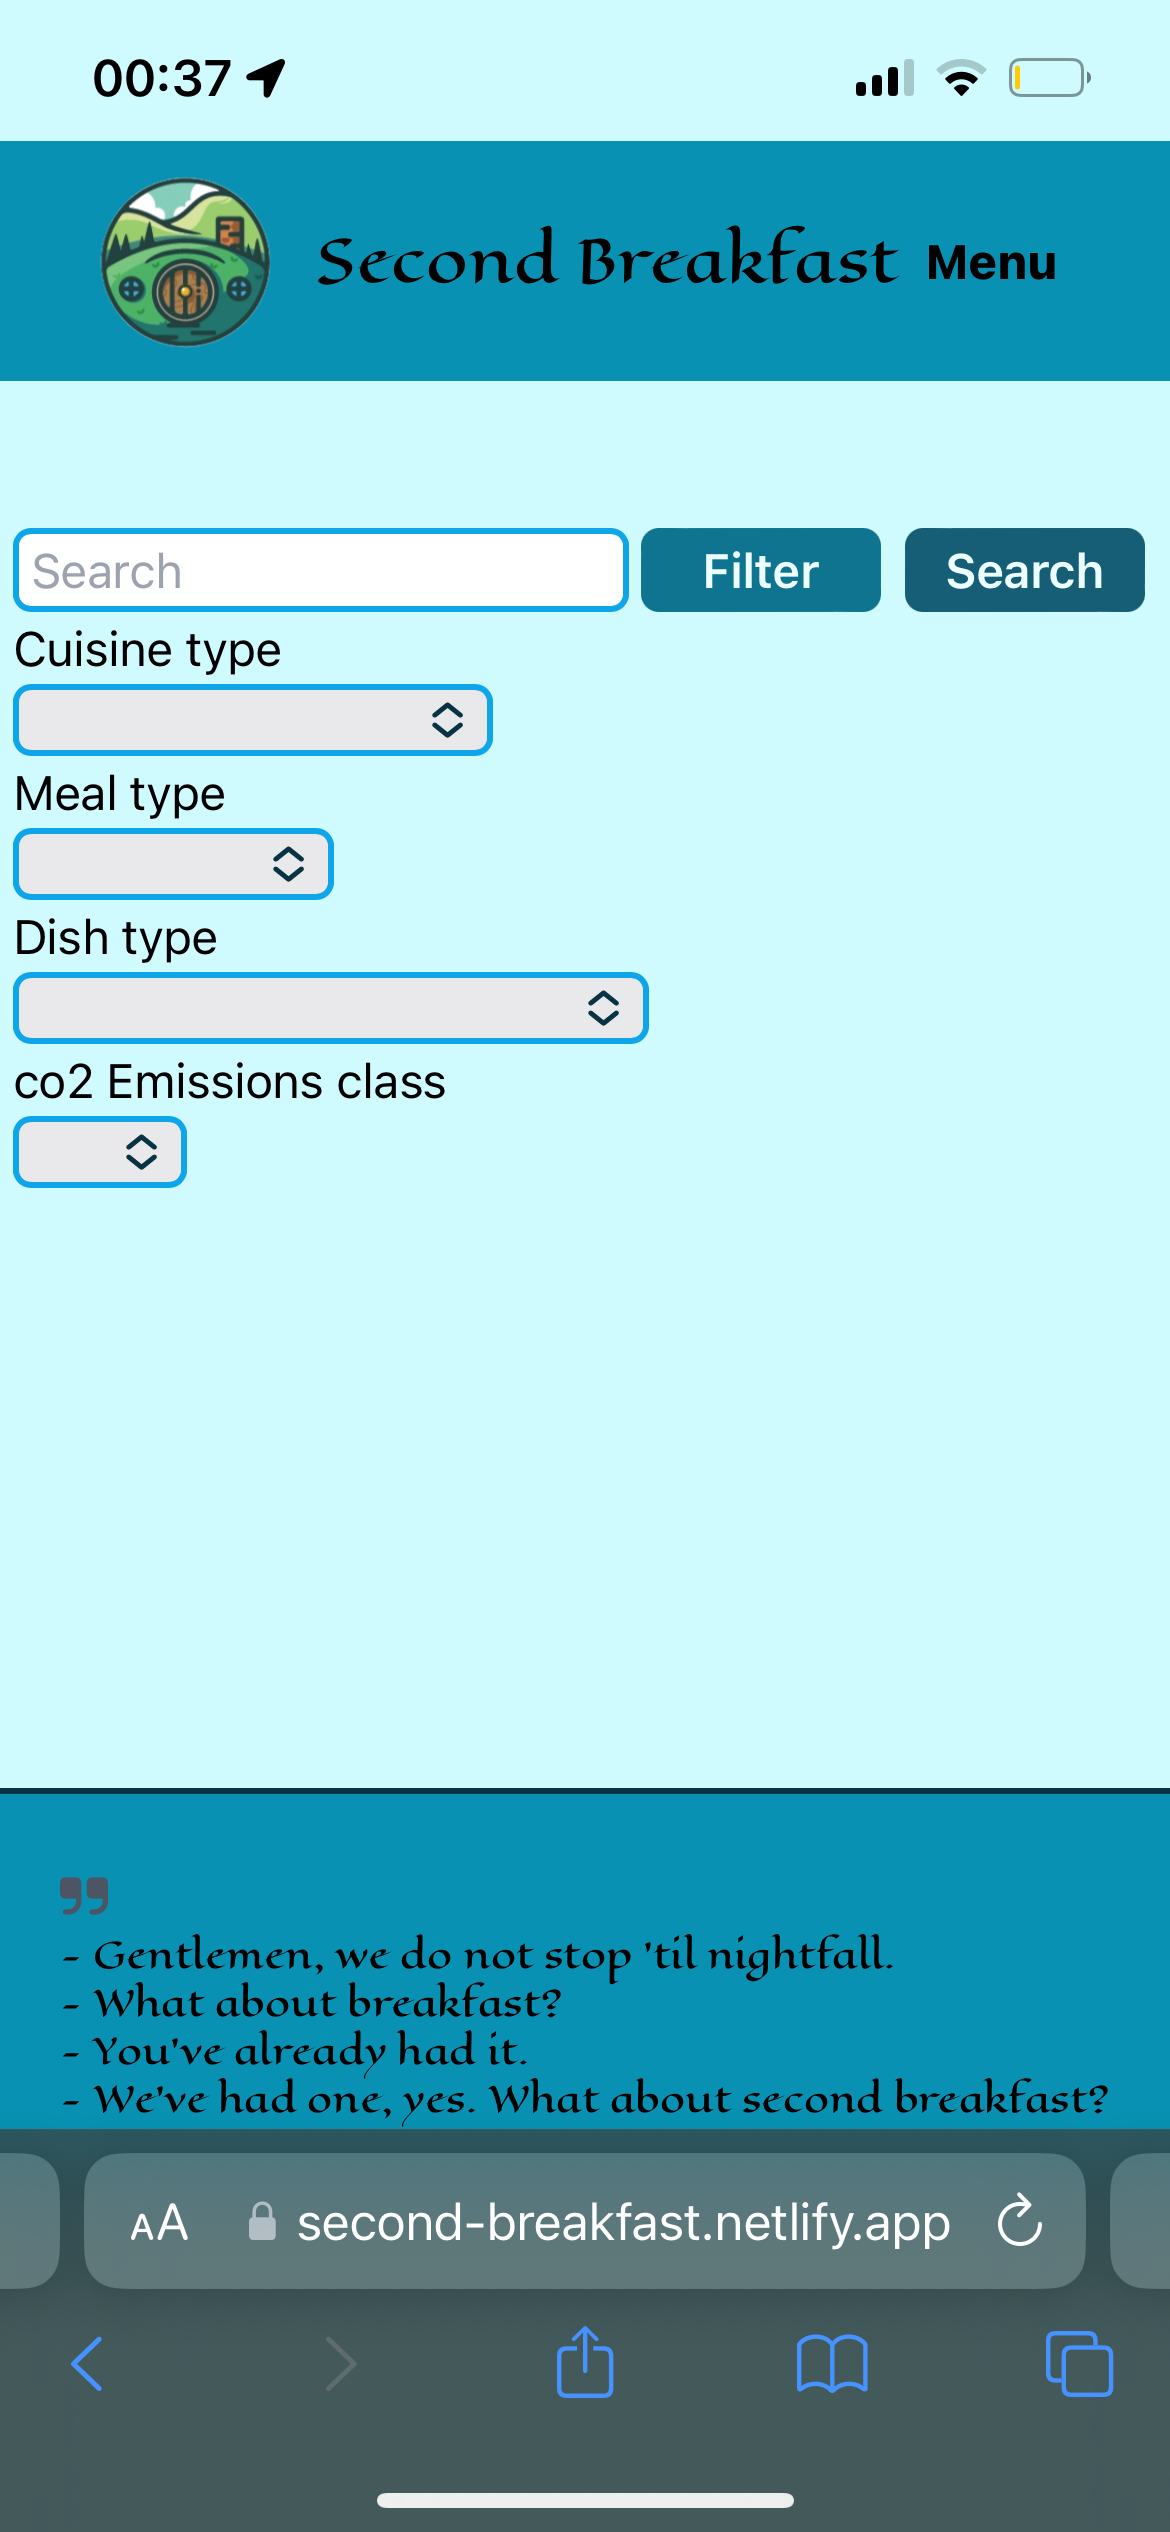 00:37
Second Breakfast Menu
Search Filter Search
Cuisine type
Meal type
Dish type
co2 Emissions class
- Gentlemen, we do not stop 'til nightfall.
- What about breakfast?
- You've already had it.
- We've had one, yes. What about second breakfast?
AA second-breakfast.netlify.app